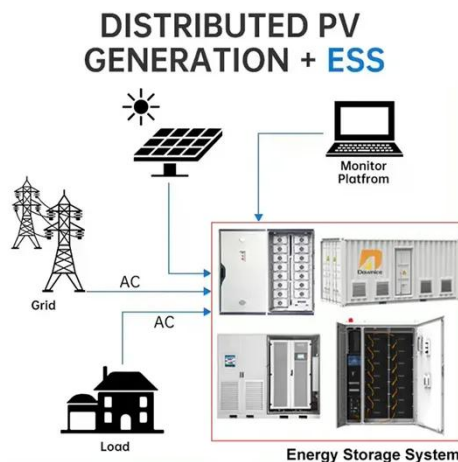 DISTRIBUTED PV
GENERATION + ESS
Monitor
Platfrom
AC
Grid
AC
Load
Energy Storage System